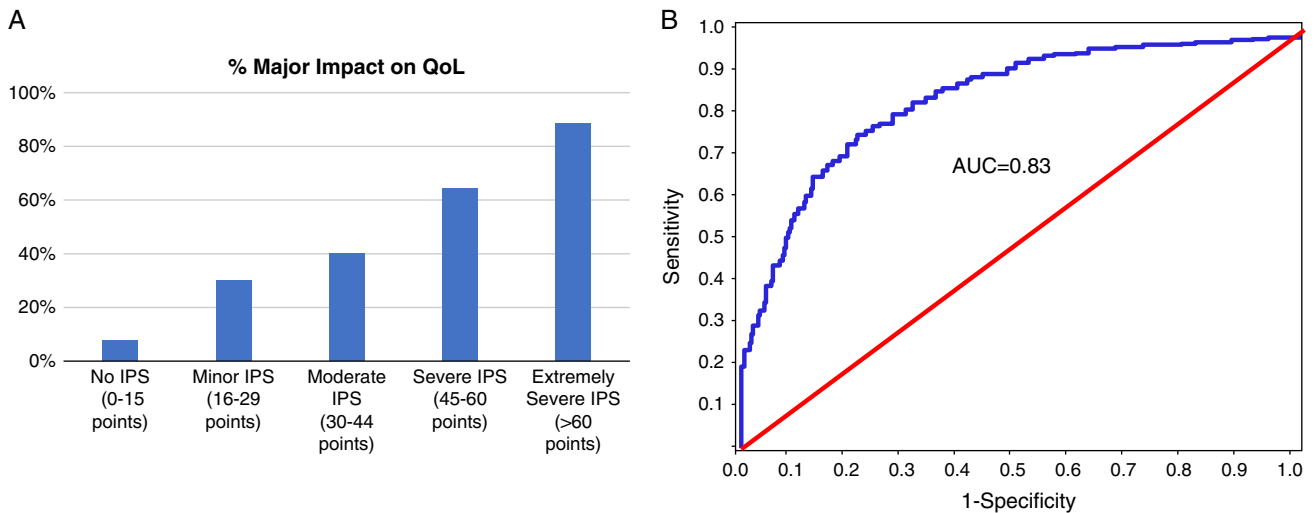 A
% Major Impact on QoL
100%
80%
60%
40%
20%
0%
No IPS
(0-15
points)
Minor IPS
(16-29
points)
Moderate
IPS
(30-44
points)
Severe IPS
(45-60
points)
Extremely
Severe IPS
(>60
points)
B
Sensitivity
1.0
0.9
0.8
0.7
0.6
0.5
0.4
0.3
0.2
0.1
AUC=0.83
0.0 0.1 0.2 0.3 0.4 0.5 0.6 0.7 0.8 0.9 1.0
1-Specificity